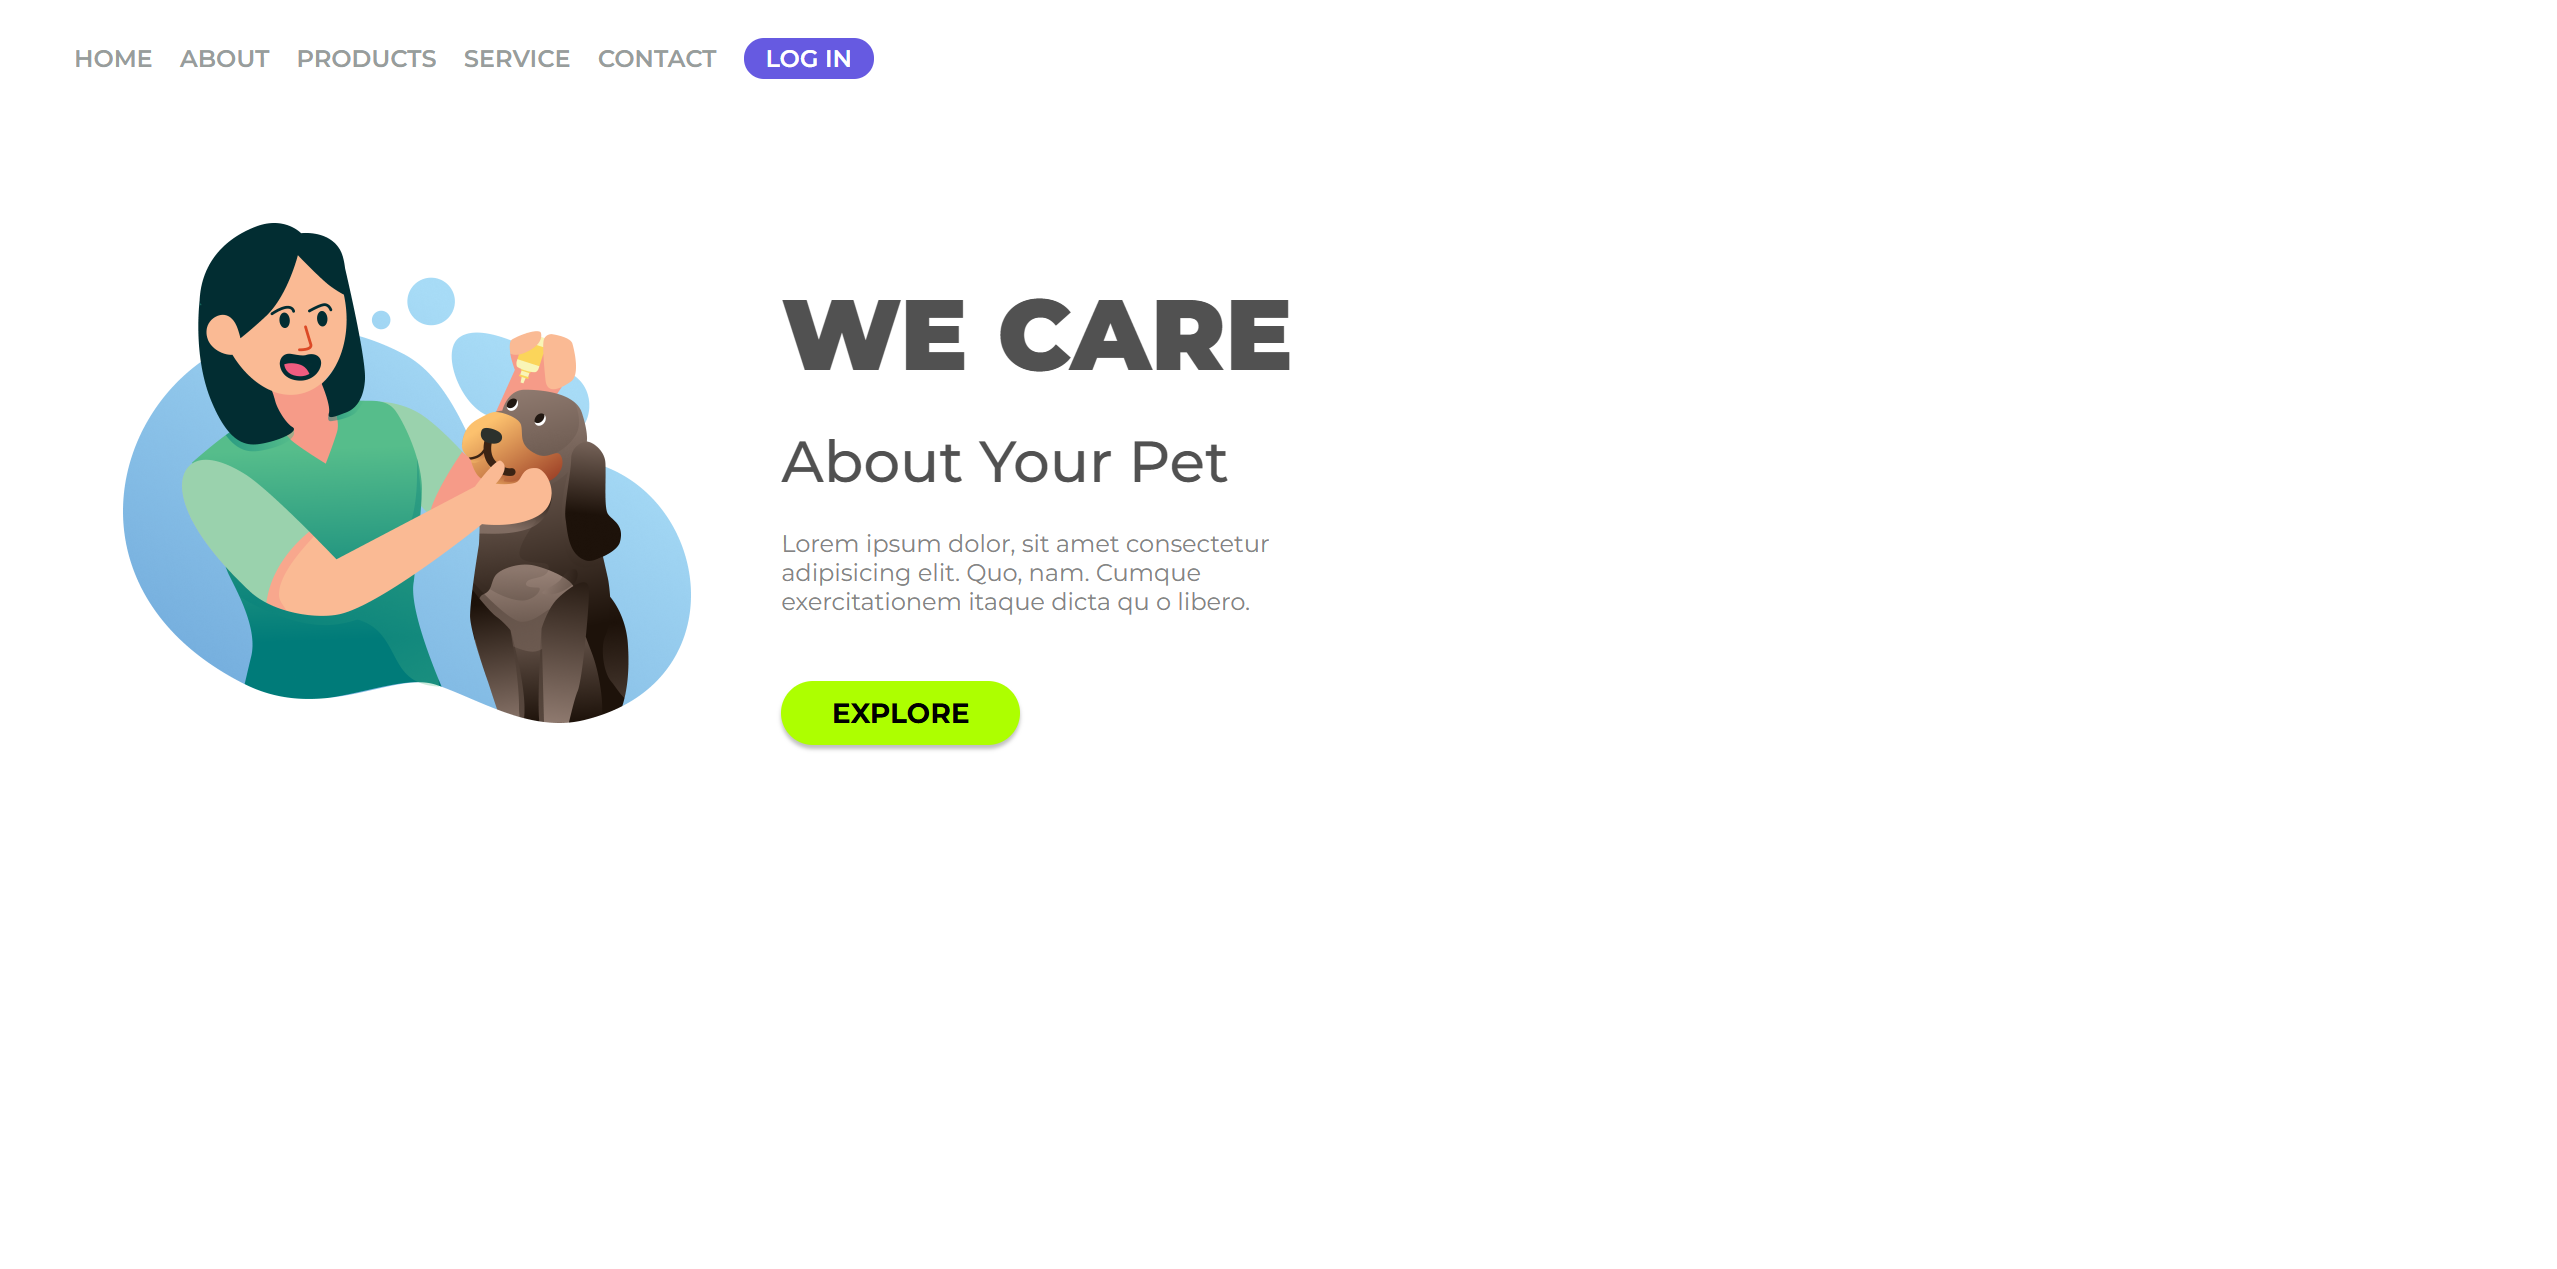 HOME ABOUT PRODUCTS SERVICE CONTACT LOG IN
WE CARE
About Your Pet
Lorem ipsum dolor, sit amet consectetur
adipisicing elit. Quo, nam. Cumque
exercitationem itaque dicta qu o libero.
EXPLORE